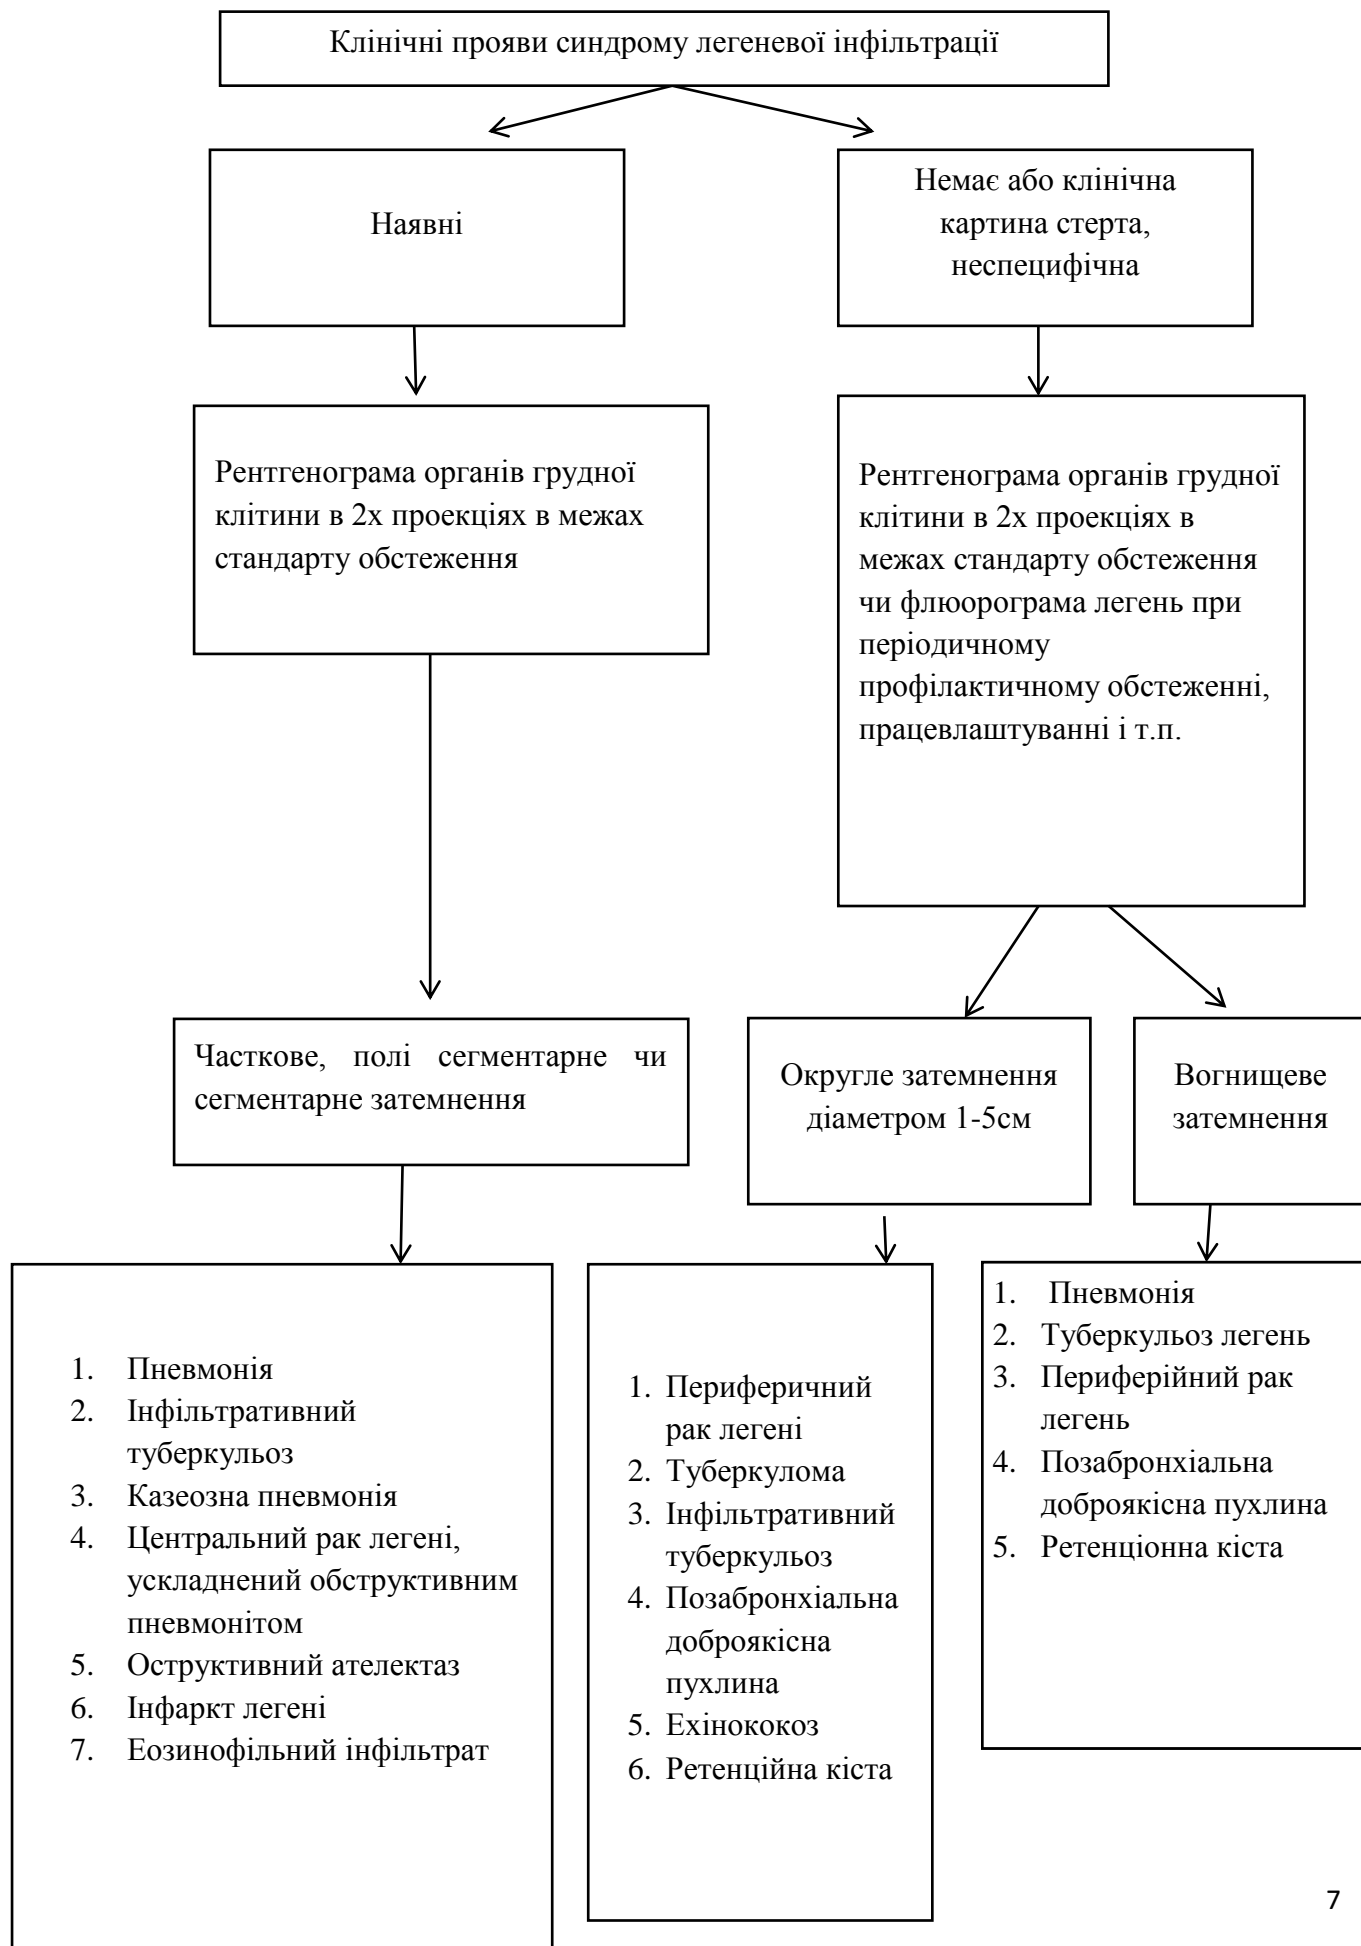 Клінічні прояви синдрому легеневої інфільтрації
Наявні
Немає або клінічна
картина стерта,
неспецифічна
Рентгенограма органів грудної
клітини в 2х проекціях в межах
стандарту обстеження
Рентгенограма органів грудної
клітини в 2х проекціях в
межах стандарту обстеження
чи флюорограма легень при
періодичному
профілактичному обстеженні,
працевлаштуванні і т.п.
Часткове, полі сегментарне чи
сегментарне затемнення
Округле затемнення
діаметром 1-5см
Вогнищеве
затемнення
1. Пневмонія
2. Інфільтративний
туберкульоз
3. Казеозна пневмонія
4. Центральний рак легені,
ускладнений обструктивним
пневмонітом
5. Оструктивний ателектаз
6. Інфаркт легені
7. Еозинофільний інфільтрат
1. Периферичний
рак легені
2. Туберкулома
3. Інфільтративний
туберкульоз
4. Позабронхіальна
доброякісна
пухлина
5. Ехінококоз
6. Ретенційна кіста
1. Пневмонія
2. Туберкульоз легень
3. Периферійний рак
легень
4. Позабронхіальна
доброякісна пухлина
5. Ретенціонна кіста
7